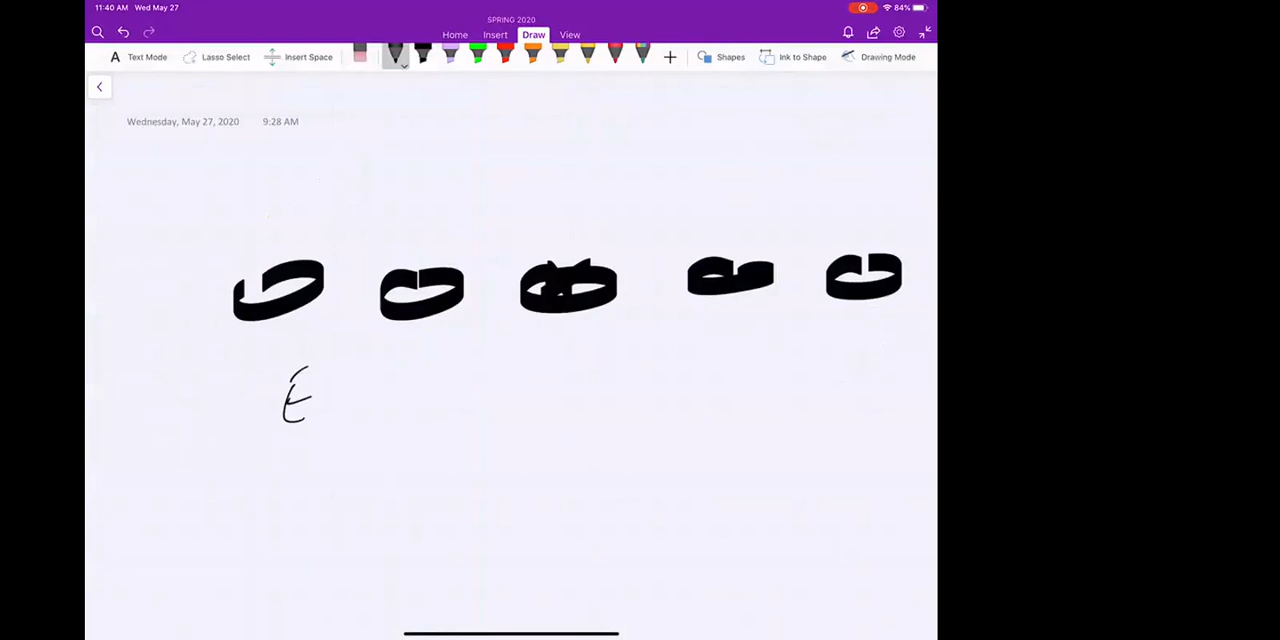 11:40 AM Wed May 27
84%
SPRING 2020
Home Insert Draw View
A Text Mode Lasso Select Insert Space Shapes Ink to Shape Drawing Mode
Wednesday, May 27, 2020 9:28 AM
E